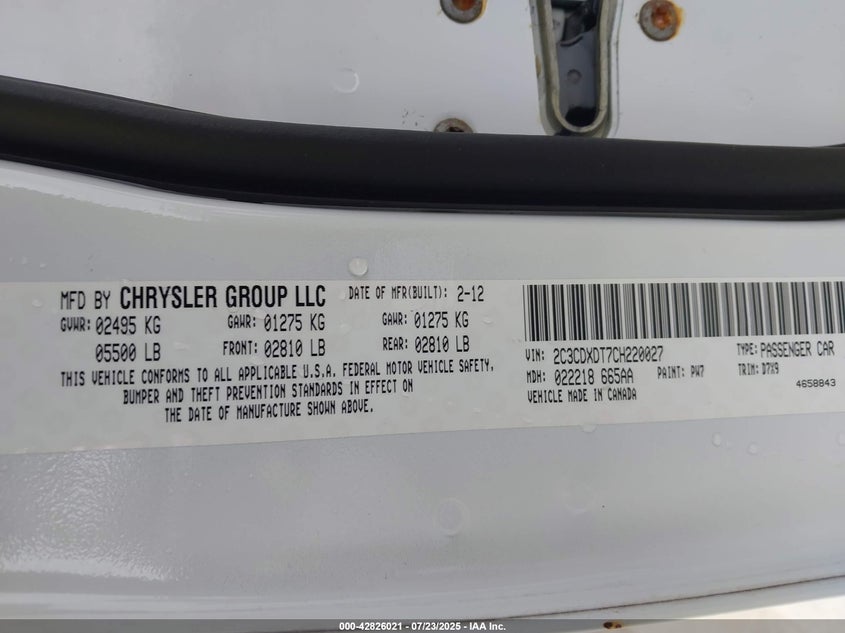 MFD BY CHRYSLER GROUP LLC DATE OF MFR(BUILT): 2-12
GVWR: 02495 KG GAWR: 01275 KG GAWR: 01275 KG
05500 LB FRONT: 02810 LB REAR: 02810 LB
THIS VEHICLE CONFORMS TO ALL APPLICABLE U.S.A. FEDERAL MOTOR VEHICLE SAFETY,
BUMPER AND THEFT PREVENTION STANDARDS IN EFFECT ON
THE DATE OF MANUFACTURE SHOWN ABOVE.
VIN: 2C3CDXDT7CH220027 TYPE: PASSENGER CAR
MDH: 022218 665AA PAINT: PW7 TRIM: D7X9
VEHICLE MADE IN CANADA 4658843
000-42826021 - 07/23/2025 - IAA Inc.